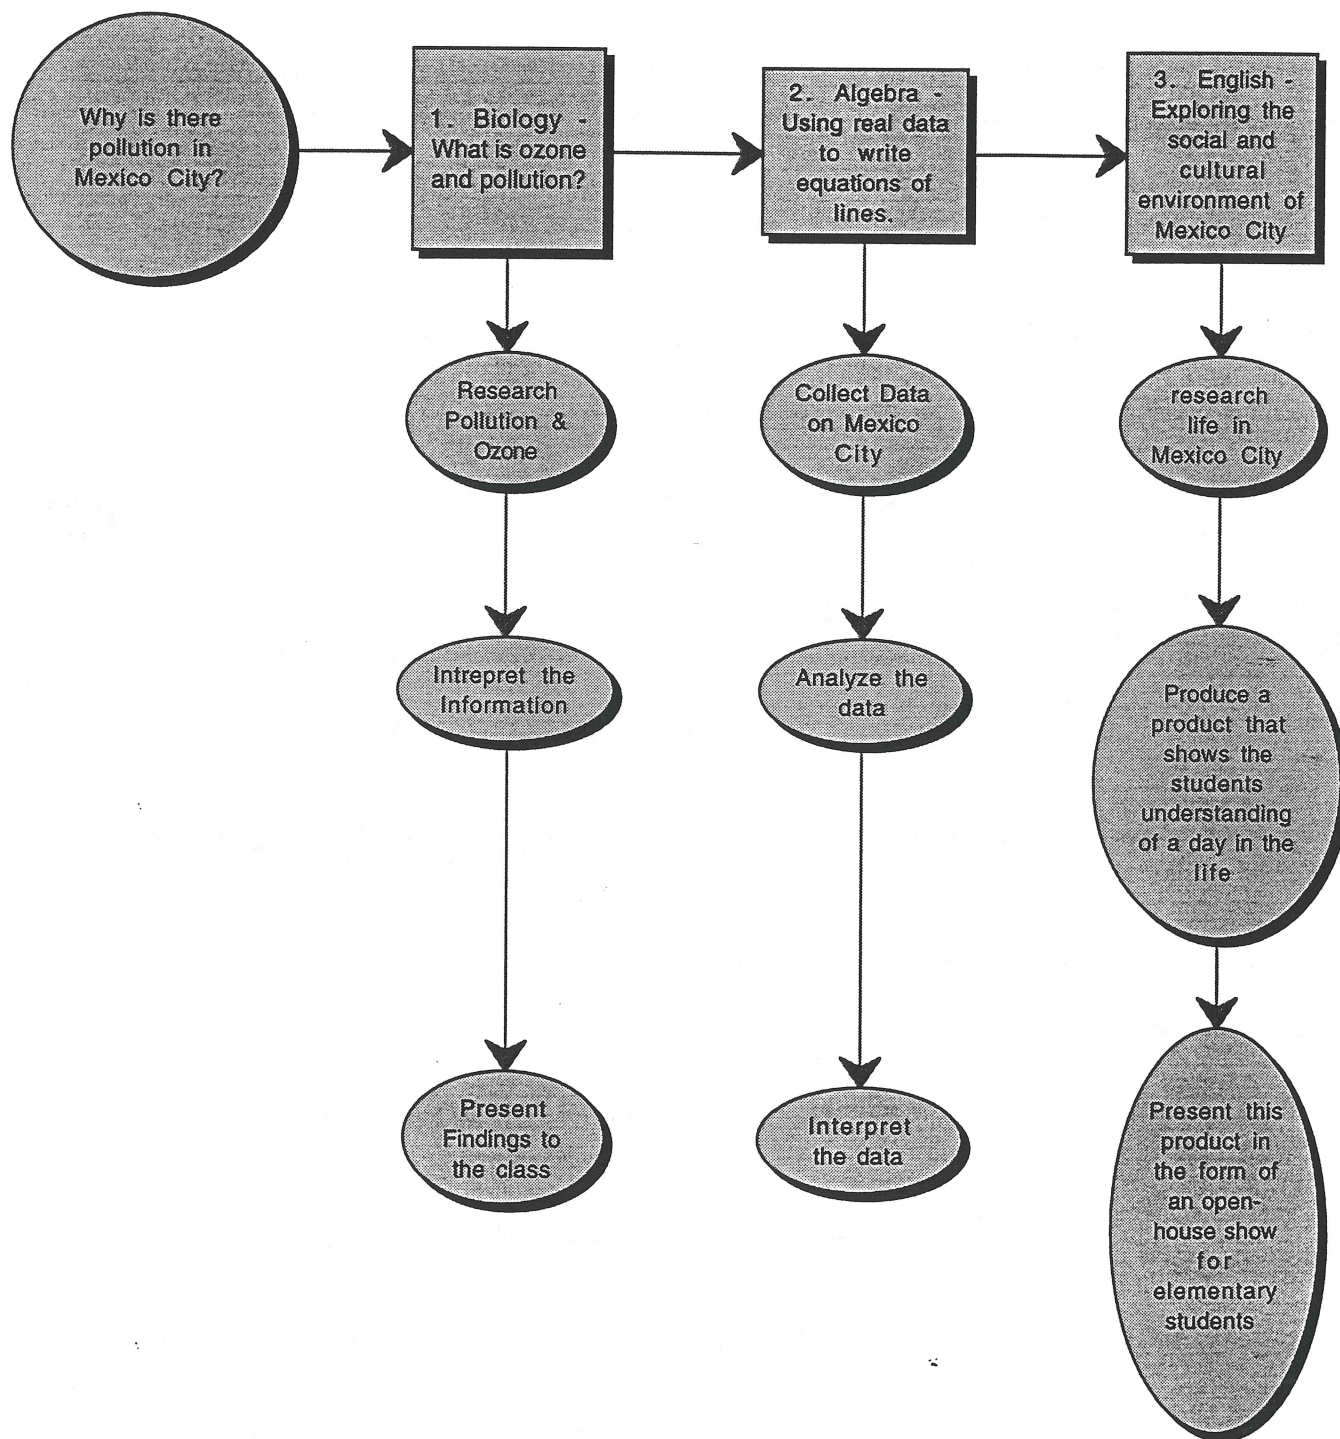 Why is there
pollution in
Mexico City?
1. Biology -
What is ozone
and pollution?
2. Algebra -
Using real data
to write
equations of
lines.
3. English -
Exploring the
social and
cultural
environment of
Mexico City
Research
Pollution &
Ozone
Collect Data
on Mexico
City
research
life in
Mexico City
Intrepret the
Information
Analyze the
data
Produce a
product that
shows the
students
understanding
of a day in the
life
Present
Findings to
the class
Interpret
the data
Present this
product in
the form of
an open-
house show
for
elementary
students